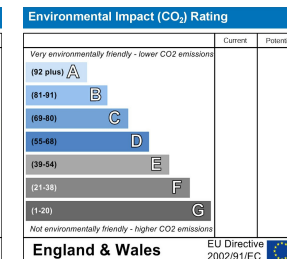 Environmental Impact (CO₂) Rating
Current
Very environmentally friendly - lower CO2 emissions
(92 plus) A
(81-91) B
(69-80) C
(55-68) D
(39-54) E
(21-38) F
(1-20) G
Not environmentally friendly - higher CO2 emissions
England & Wales
EU Directive
2002/91/EC